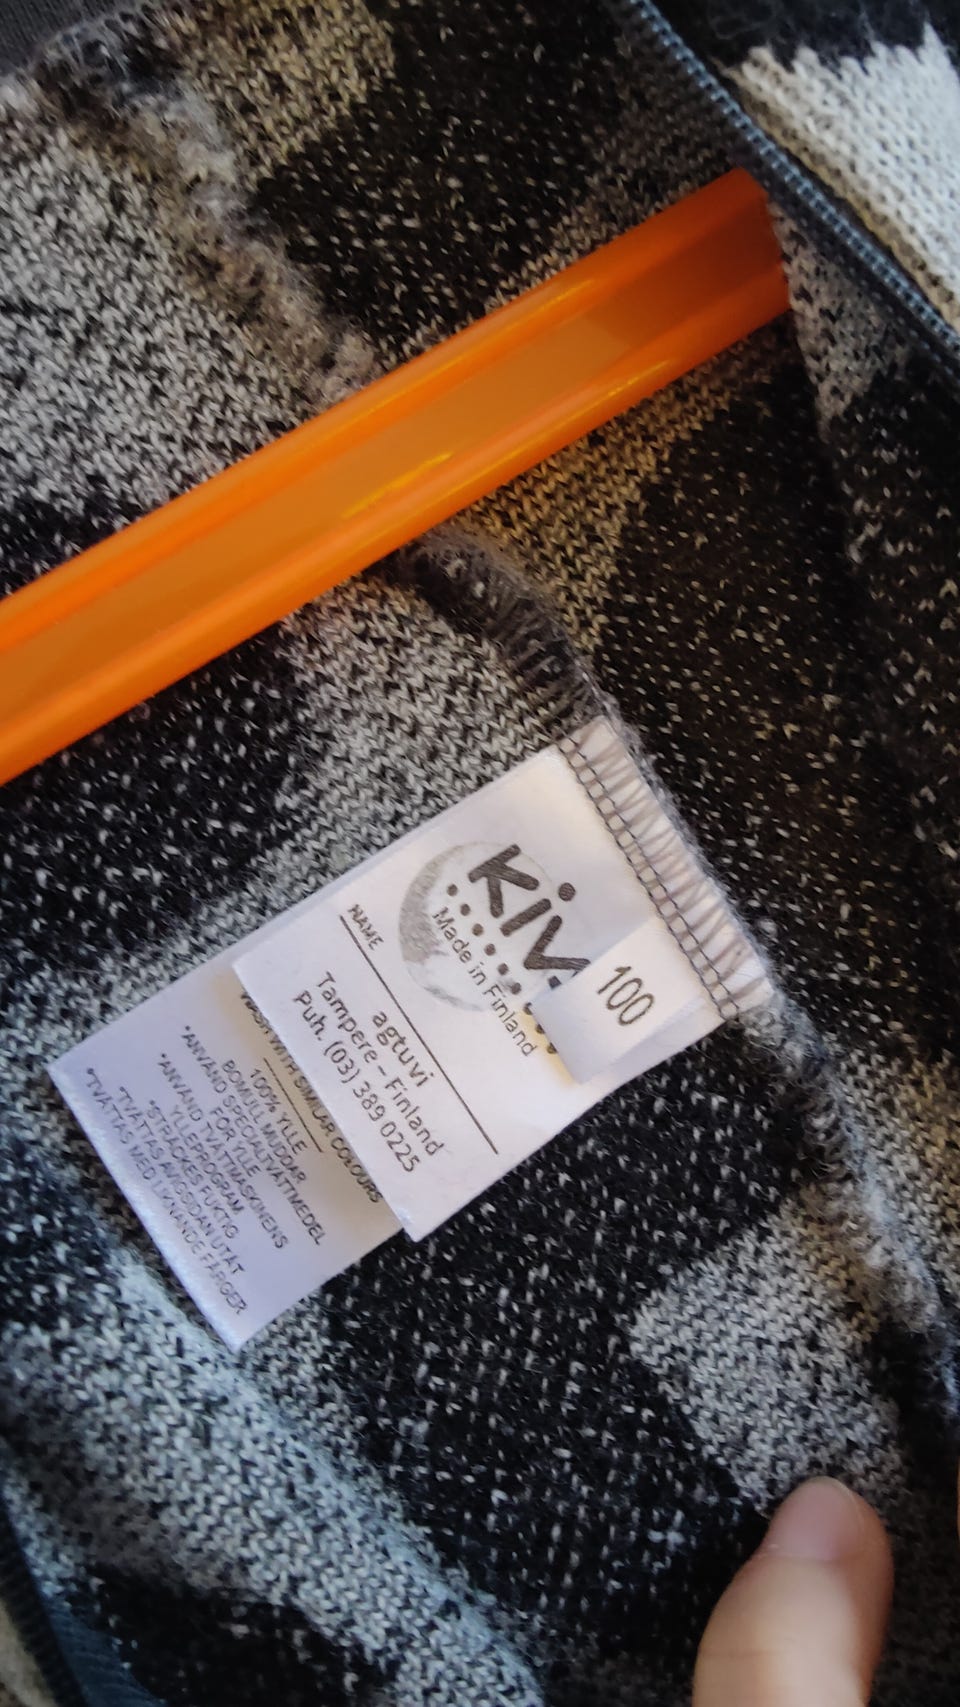 kiv
Made in Finland
100
NAME
agtuvi
Tampere – Finland
Puh. (03) 389 0225
WASH WITH SIMILAR COLOURS
100% YLLE
BOMULL MUDDAR
*ANVÄND SPECIALTVÄTTMEDEL
FÖR YLLE
*ANVÄND TVÄTTMASKINENS
YLLEPROGRAM
*STRÄCKES FUKTIG
*TVÄTTAS AVIGSIDAN UTÅT
*TVÄTTAS MED LIKNANDE FÄRGER